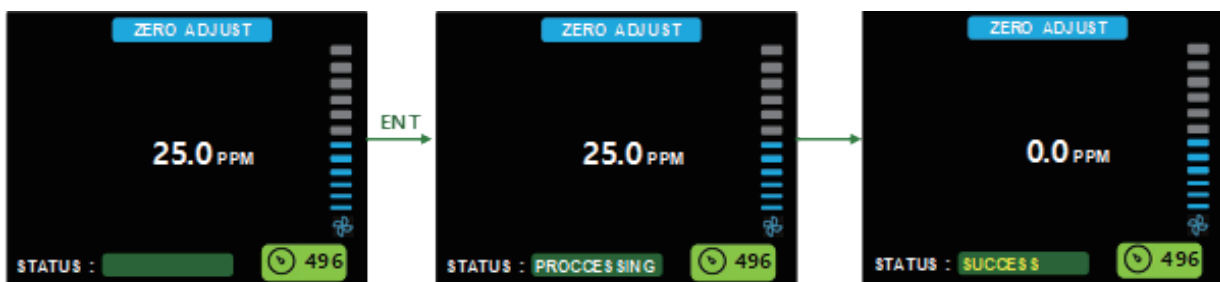 ZERO ADJUST
25.0 PPM
STATUS :
496
ENT
ZERO ADJUST
25.0 PPM
STATUS : PROCCESSING
496
ZERO ADJUST
0.0 PPM
STATUS : SUCCESS
496